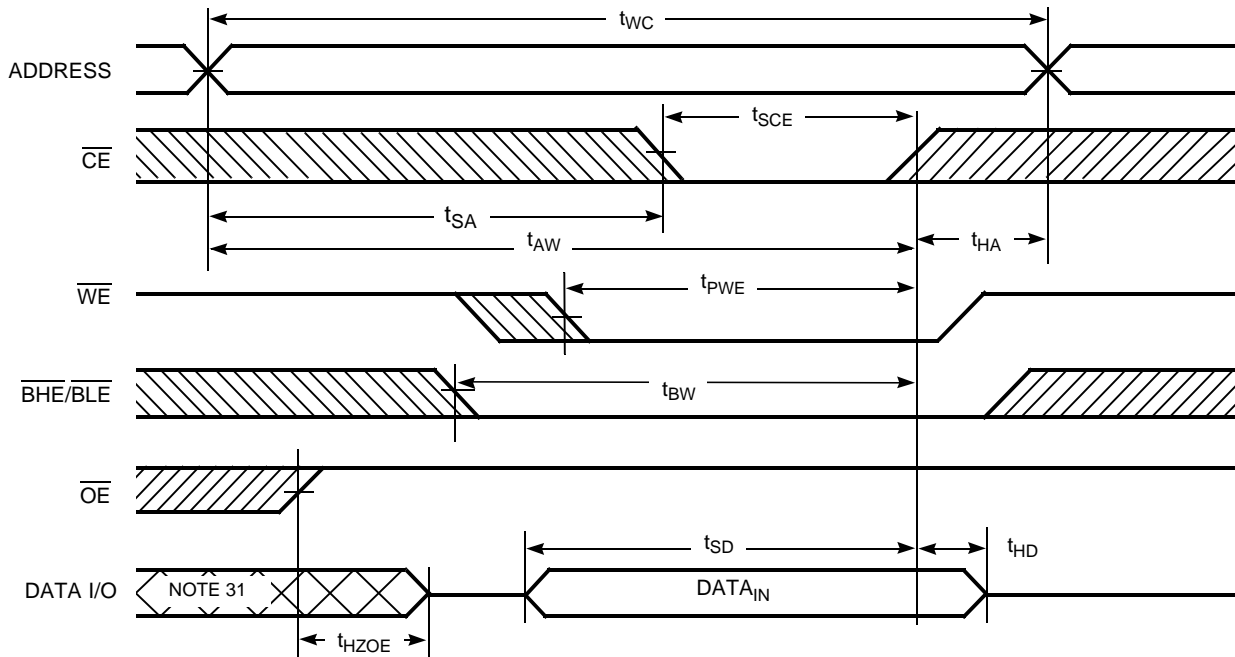 tWC
ADDRESS
tSCE
CE
tSA
tAW
tHA
WE
tPWE
BHE/BLE
tBW
OE
tSD
tHD
DATA I/O
NOTE 31
DATAIN
tHZOE